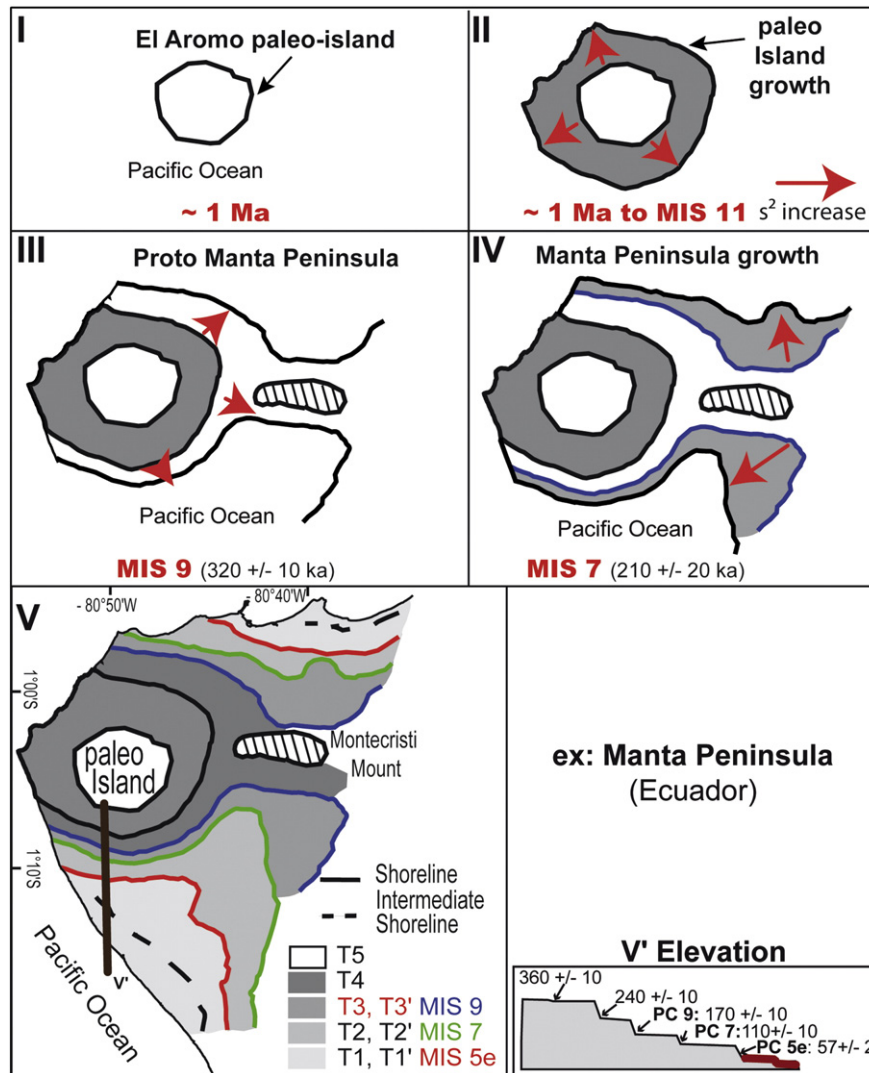 I
El Aromo paleo-island
Pacific Ocean
~ 1 Ma
II
paleo
Island
growth
~ 1 Ma to MIS 11
s² increase
III
Proto Manta Peninsula
Pacific Ocean
MIS 9 (320 +/- 10 ka)
IV
Manta Peninsula growth
Pacific Ocean
MIS 7 (210 +/- 20 ka)
V
- 80°50'W
- 80°40'W
1°00'S
1°10'S
paleo
Island
Montecristi
Mount
V'
Pacific Ocean
Shoreline
Intermediate
Shoreline
T5
T4
T3, T3' MIS 9
T2, T2' MIS 7
T1, T1' MIS 5e
ex: Manta Peninsula
(Ecuador)
V' Elevation
360 +/- 10
240 +/- 10
PC 9: 170 +/- 10
PC 7:110+/- 10
PC 5e: 57+/- 2